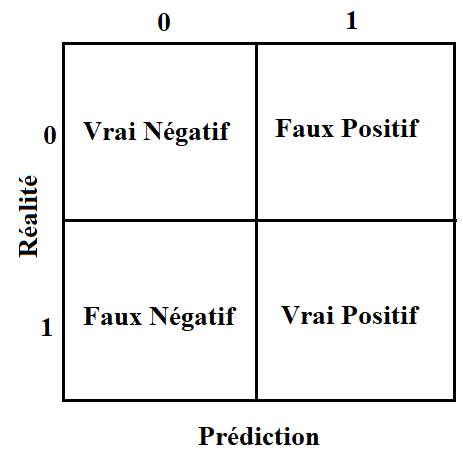 0 1
0 Vrai Négatif Faux Positif
Réalité
1 Faux Négatif Vrai Positif
Prédiction